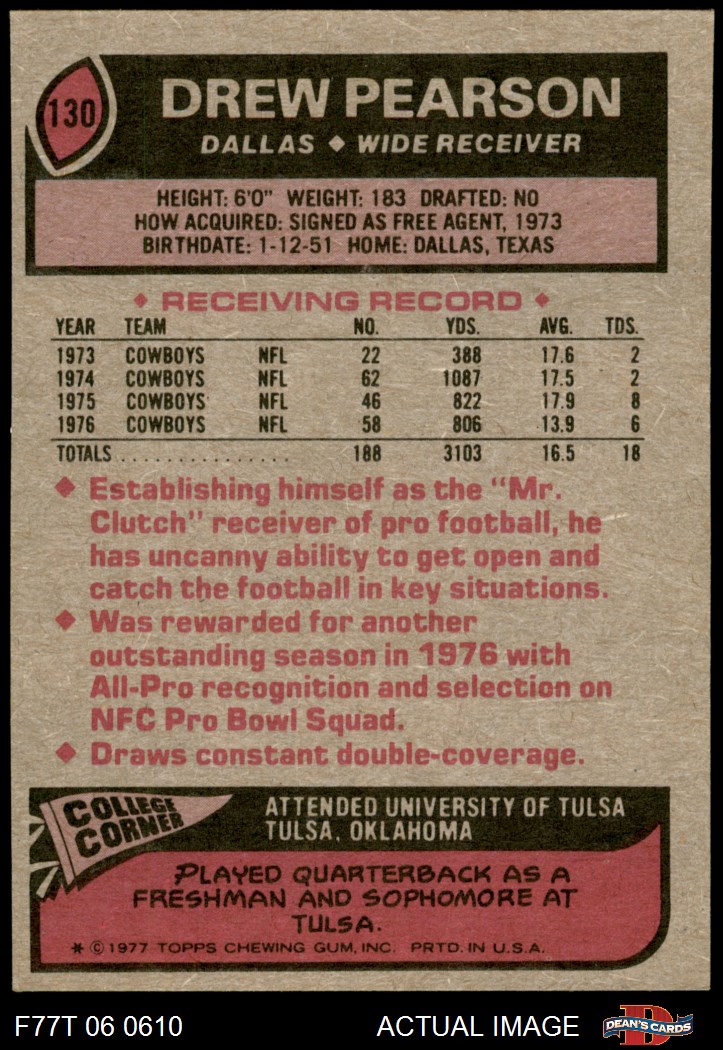 130
DREW PEARSON
DALLAS ◆ WIDE RECEIVER
HEIGHT: 6'0" WEIGHT: 183 DRAFTED: NO
HOW ACQUIRED: SIGNED AS FREE AGENT, 1973
BIRTHDATE: 1-12-51 HOME: DALLAS, TEXAS
◆ RECEIVING RECORD ◆
YEAR TEAM NO. YDS. AVG. TDS.
1973 COWBOYS NFL 22 388 17.6 2
1974 COWBOYS NFL 62 1087 17.5 2
1975 COWBOYS NFL 46 822 17.9 8
1976 COWBOYS NFL 58 806 13.9 6
TOTALS . . . . . . . . . . . . . . . 188 3103 16.5 18
◆ Establishing himself as the "Mr.
Clutch" receiver of pro football, he
has uncanny ability to get open and
catch the football in key situations.
◆ Was rewarded for another
outstanding season in 1976 with
All-Pro recognition and selection on
NFC Pro Bowl Squad.
◆ Draws constant double-coverage.
COLLEGE
CORNER
ATTENDED UNIVERSITY OF TULSA
TULSA, OKLAHOMA
PLAYED QUARTERBACK AS A
FRESHMAN AND SOPHOMORE AT
TULSA.
* © 1977 TOPPS CHEWING GUM, INC. PRTD. IN U.S.A.
F77T 06 0610 ACTUAL IMAGE
D
DEAN'S CARDS